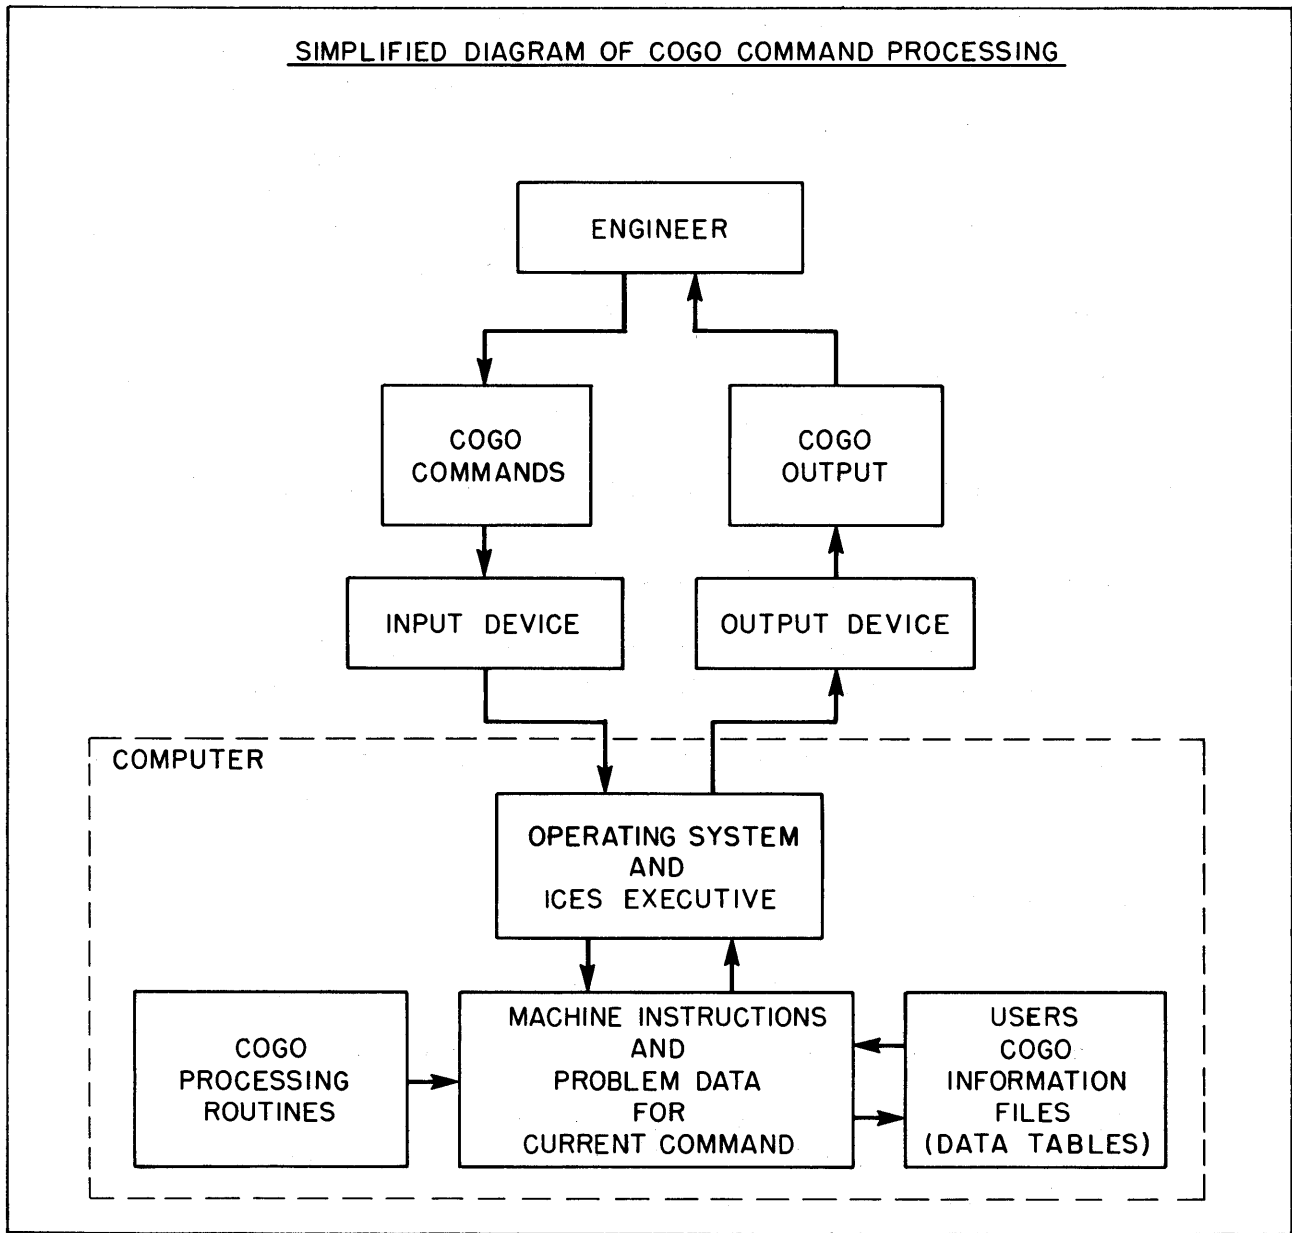 SIMPLIFIED DIAGRAM OF COGO COMMAND PROCESSING
ENGINEER
COGO
COMMANDS
COGO
OUTPUT
INPUT DEVICE
OUTPUT DEVICE
COMPUTER
OPERATING SYSTEM
AND
ICES EXECUTIVE
COGO
PROCESSING
ROUTINES
MACHINE INSTRUCTIONS
AND
PROBLEM DATA
FOR
CURRENT COMMAND
USERS
COGO
INFORMATION
FILES
(DATA TABLES)